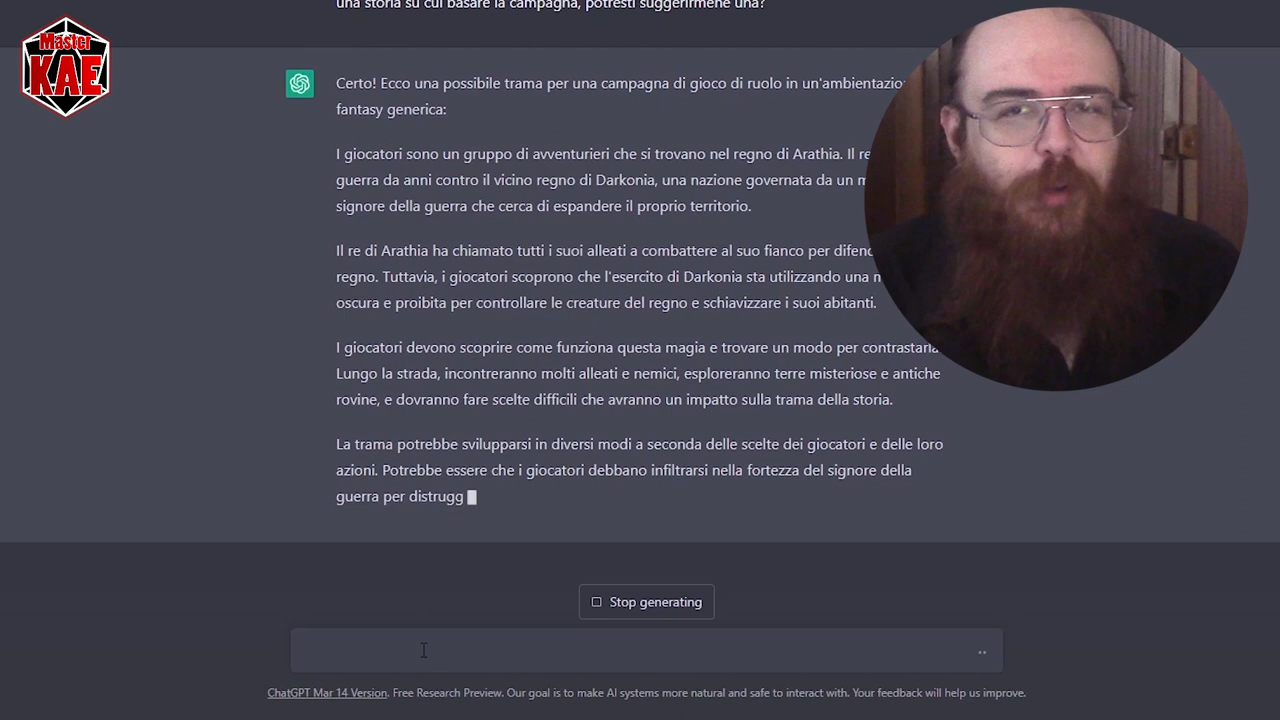 una storia su cui basare la campagna, potresti suggerirmene una?
Master
KAE
Certo! Ecco una possibile trama per una campagna di gioco di ruolo in un'ambientazio
fantasy generica:
I giocatori sono un gruppo di avventurieri che si trovano nel regno di Arathia. Il re
guerra da anni contro il vicino regno di Darkonia, una nazione governata da un m
signore della guerra che cerca di espandere il proprio territorio.
Il re di Arathia ha chiamato tutti i suoi alleati a combattere al suo fianco per difend
regno. Tuttavia, i giocatori scoprono che l'esercito di Darkonia sta utilizzando una m
oscura e proibita per controllare le creature del regno e schiavizzare i suoi abitanti.
I giocatori devono scoprire come funziona questa magia e trovare un modo per contrastarla
Lungo la strada, incontreranno molti alleati e nemici, esploreranno terre misteriose e antiche
rovine, e dovranno fare scelte difficili che avranno un impatto sulla trama della storia.
La trama potrebbe svilupparsi in diversi modi a seconda delle scelte dei giocatori e delle loro
azioni. Potrebbe essere che i giocatori debbano infiltrarsi nella fortezza del signore della
guerra per distrugg
Stop generating
ChatGPT Mar 14 Version. Free Research Preview. Our goal is to make AI systems more natural and safe to interact with. Your feedback will help us improve.